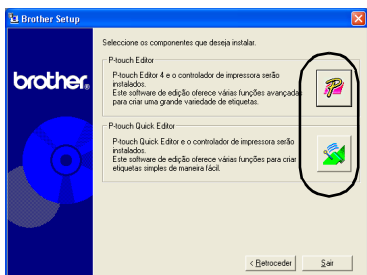 Brother Setup
Seleccione os componentes que deseja instalar.
P-touch Editor
P-touch Editor 4 e o controlador de impressora serão
instalados.
Este software de edição oferece várias funções avançadas
para criar uma grande variedade de etiquetas.
brother.
P-touch Quick Editor
P-touch Quick Editor e o controlador de impressora serão
instalados.
Este software de edição oferece várias funções para criar
etiquetas simples de maneira fácil.
< Retroceder
Sair